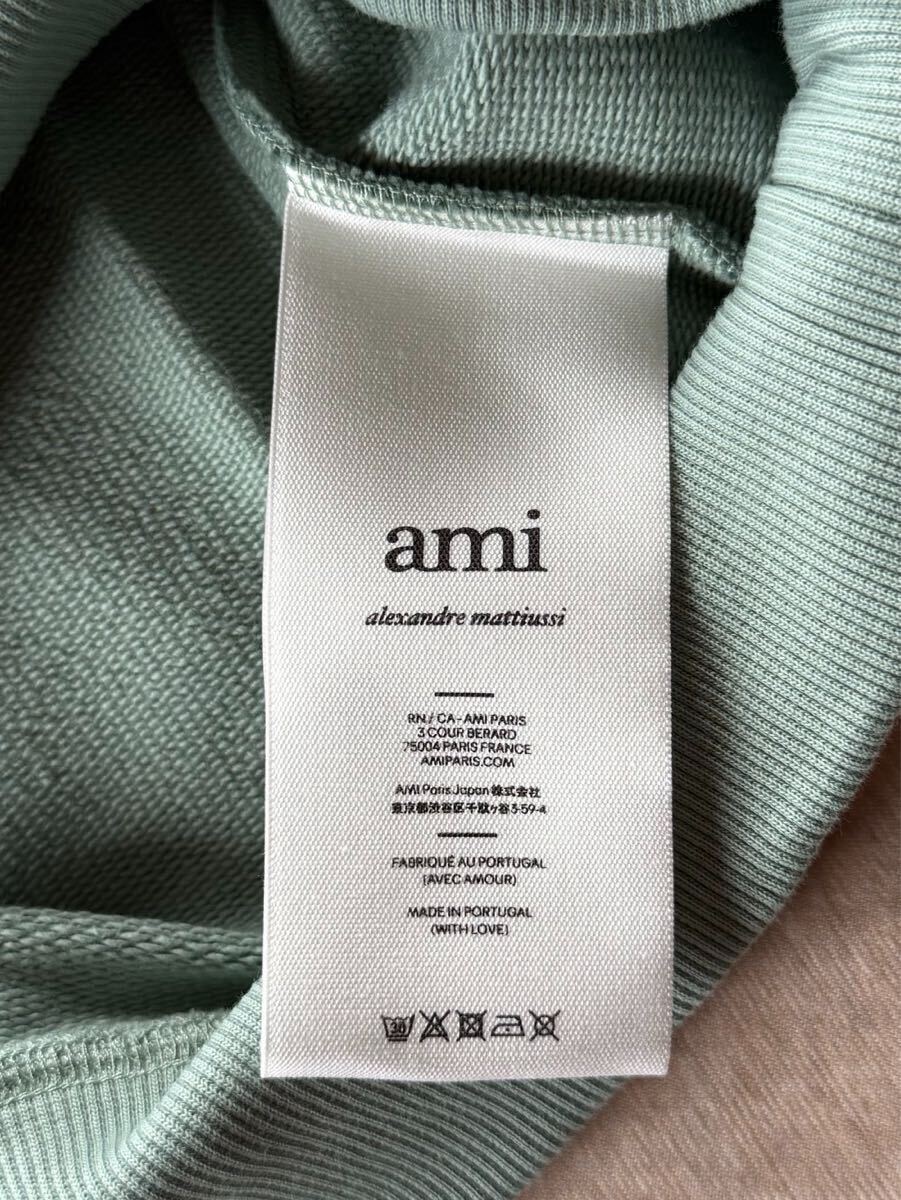 ami
alexandre mattiussi
RN / CA - AMI PARIS
3 COUR BERARD
75004 PARIS FRANCE
AMIPARIS.COM
AMI Paris Japan 株式会社
東京都渋谷区千駄ヶ谷3-59-4
FABRIQUÉ AU PORTUGAL
(AVEC AMOUR)
MADE IN PORTUGAL
(WITH LOVE)
30